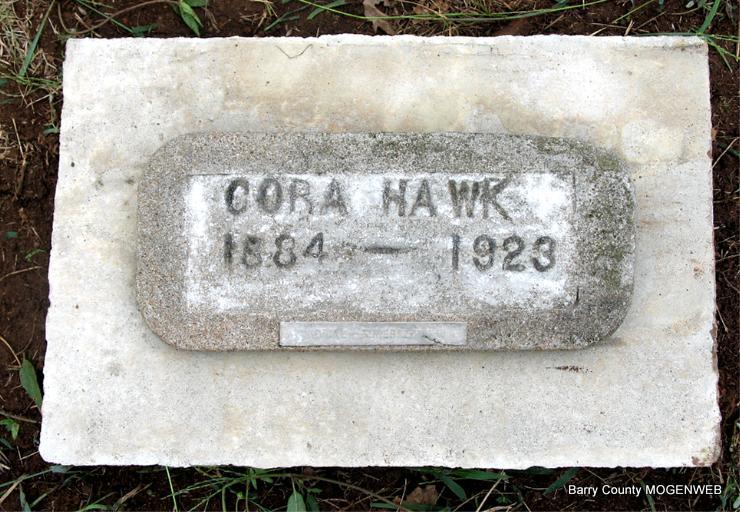 CORA HAWK
1884 — 1923
Barry County MOGENWEB